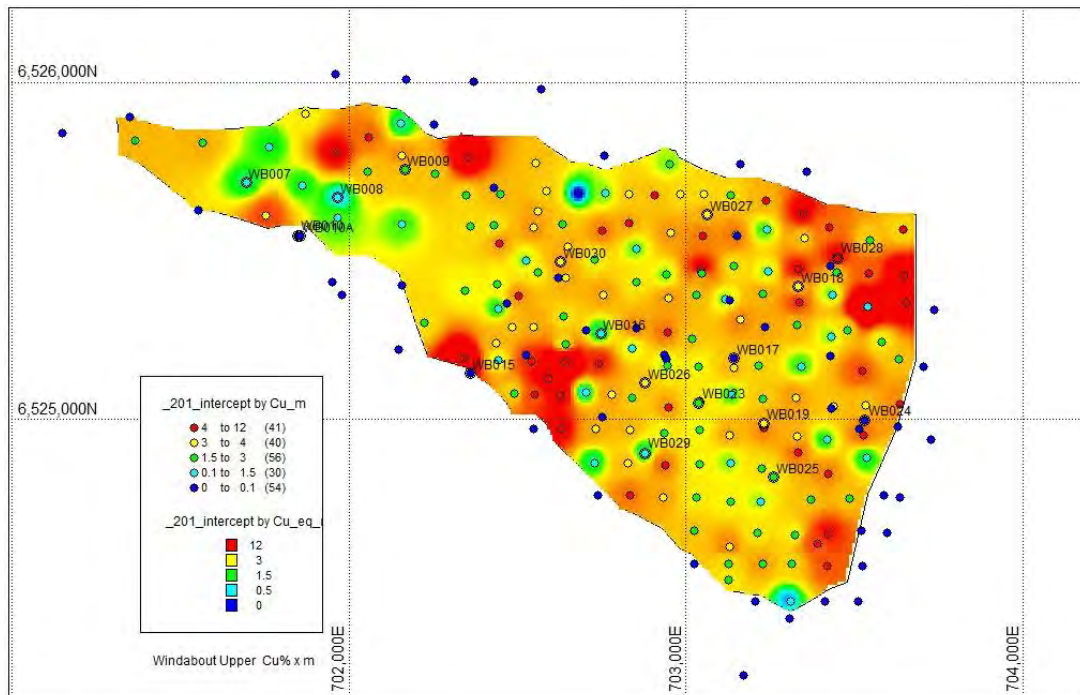 6,526,000N
WB009
WB007
WB008
WB027
WB010A
WB028
WB030
WB018
WB016
WB017
WB015
WB026
WB023
6,525,000N
WB019
WB024
WB029
WB025
_201_intercept by Cu_m
4 to 12 (41)
3 to 4 (40)
1.5 to 3 (56)
0.1 to 1.5 (30)
0 to 0.1 (54)
_201_intercept by Cu_eq_
12
3
1.5
0.5
0
Windabout Upper Cu% x m
702,000E
703,000E
704,000E